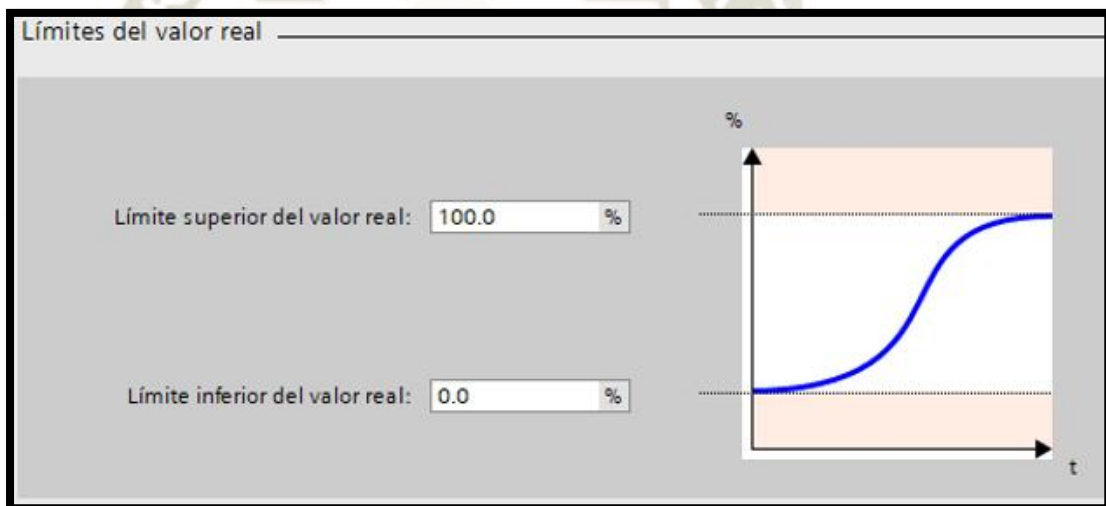 Límites del valor real
%
Límite superior del valor real: 100.0 %
Límite inferior del valor real: 0.0 %
t